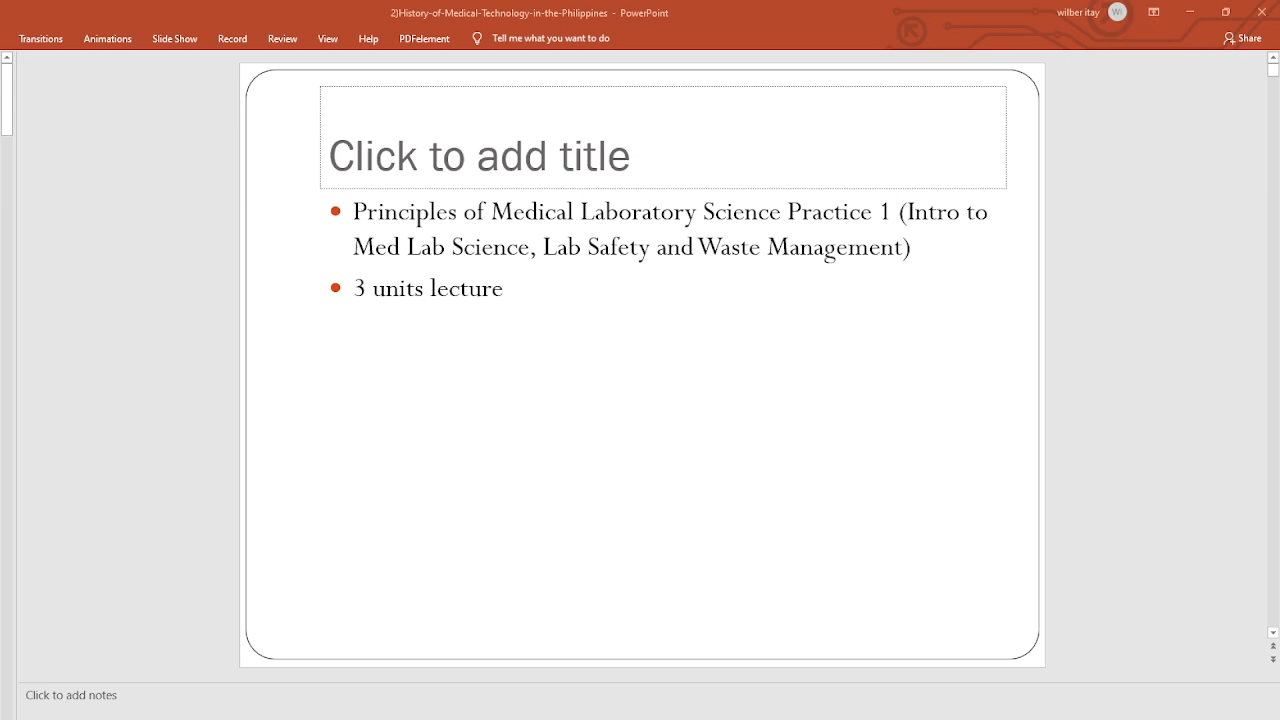 2)History-of-Medical-Technology-in-the-Philippines - PowerPoint
wilber itay
WI
Transitions Animations Slide Show Record Review View Help PDFelement Tell me what you want to do Share
Click to add title
Principles of Medical Laboratory Science Practice 1 (Intro to
Med Lab Science, Lab Safety and Waste Management)
3 units lecture
Click to add notes